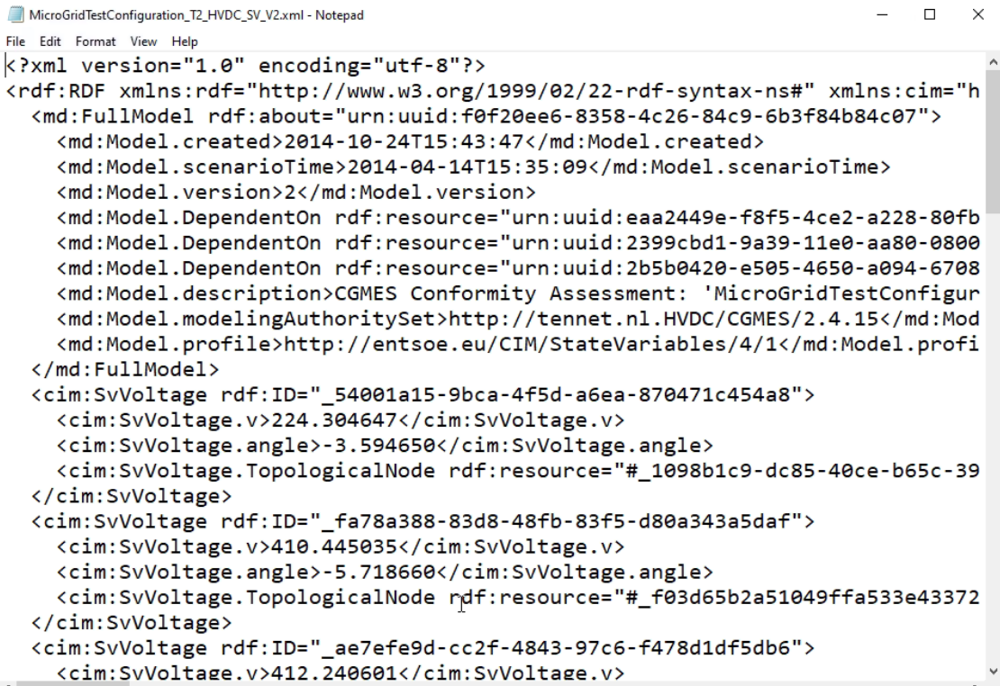 MicroGridTestConfiguration_T2_HVDC_SV_V2.xml - Notepad
File Edit Format View Help
<?xml version="1.0" encoding="utf-8"?>
<rdf:RDF xmlns:rdf="http://www.w3.org/1999/02/22-rdf-syntax-ns#" xmlns:cim="h
<md:FullModel rdf:about="urn:uuid:f0f20ee6-8358-4c26-84c9-6b3f84b84c07">
<md:Model.created>2014-10-24T15:43:47</md:Model.created>
<md:Model.scenarioTime>2014-04-14T15:35:09</md:Model.scenarioTime>
<md:Model.version>2</md:Model.version>
<md:Model.DependentOn rdf:resource="urn:uuid:eaa2449e-f8f5-4ce2-a228-80fb
<md:Model.DependentOn rdf:resource="urn:uuid:2399cbd1-9a39-11e0-aa80-0800
<md:Model.DependentOn rdf:resource="urn:uuid:2b5b0420-e505-4650-a094-6708
<md:Model.description>CGMES Conformity Assessment: 'MicroGridTestConfigur
<md:Model.modelingAuthoritySet>http://tennet.nl.HVDC/CGMES/2.4.15</md:Mod
<md:Model.profile>http://entsoe.eu/CIM/StateVariables/4/1</md:Model.profi
</md:FullModel>
<cim:SvVoltage rdf:ID="_54001a15-9bca-4f5d-a6ea-870471c454a8">
<cim:SvVoltage.v>224.304647</cim:SvVoltage.v>
<cim:SvVoltage.angle>-3.594650</cim:SvVoltage.angle>
<cim:SvVoltage.TopologicalNode rdf:resource="#_1098b1c9-dc85-40ce-b65c-39
</cim:SvVoltage>
<cim:SvVoltage rdf:ID="_fa78a388-83d8-48fb-83f5-d80a343a5daf">
<cim:SvVoltage.v>410.445035</cim:SvVoltage.v>
<cim:SvVoltage.angle>-5.718660</cim:SvVoltage.angle>
<cim:SvVoltage.TopologicalNode rdf:resource="#_f03d65b2a51049ffa533e43372
</cim:SvVoltage>
<cim:SvVoltage rdf:ID="_ae7efe9d-cc2f-4843-97c6-f478d1df5db6">
<cim:SvVoltage.v>412.240601</cim:SvVoltage.v>